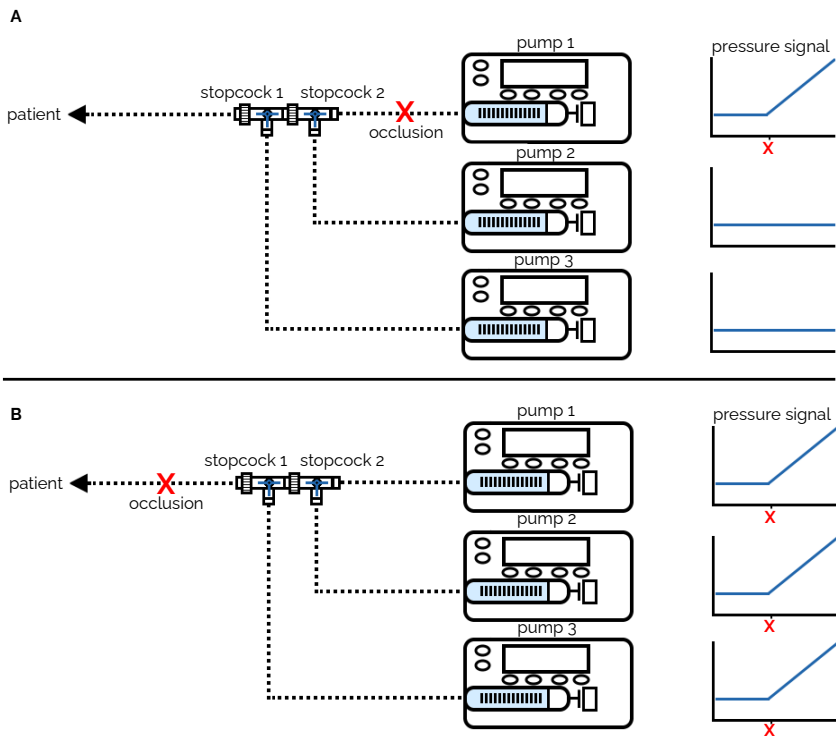 A
pump 1
pressure signal
stopcock 1
stopcock 2
patient
X
occlusion
X
pump 2
pump 3
B
pump 1
pressure signal
stopcock 1
stopcock 2
patient
X
occlusion
X
pump 2
X
pump 3
X